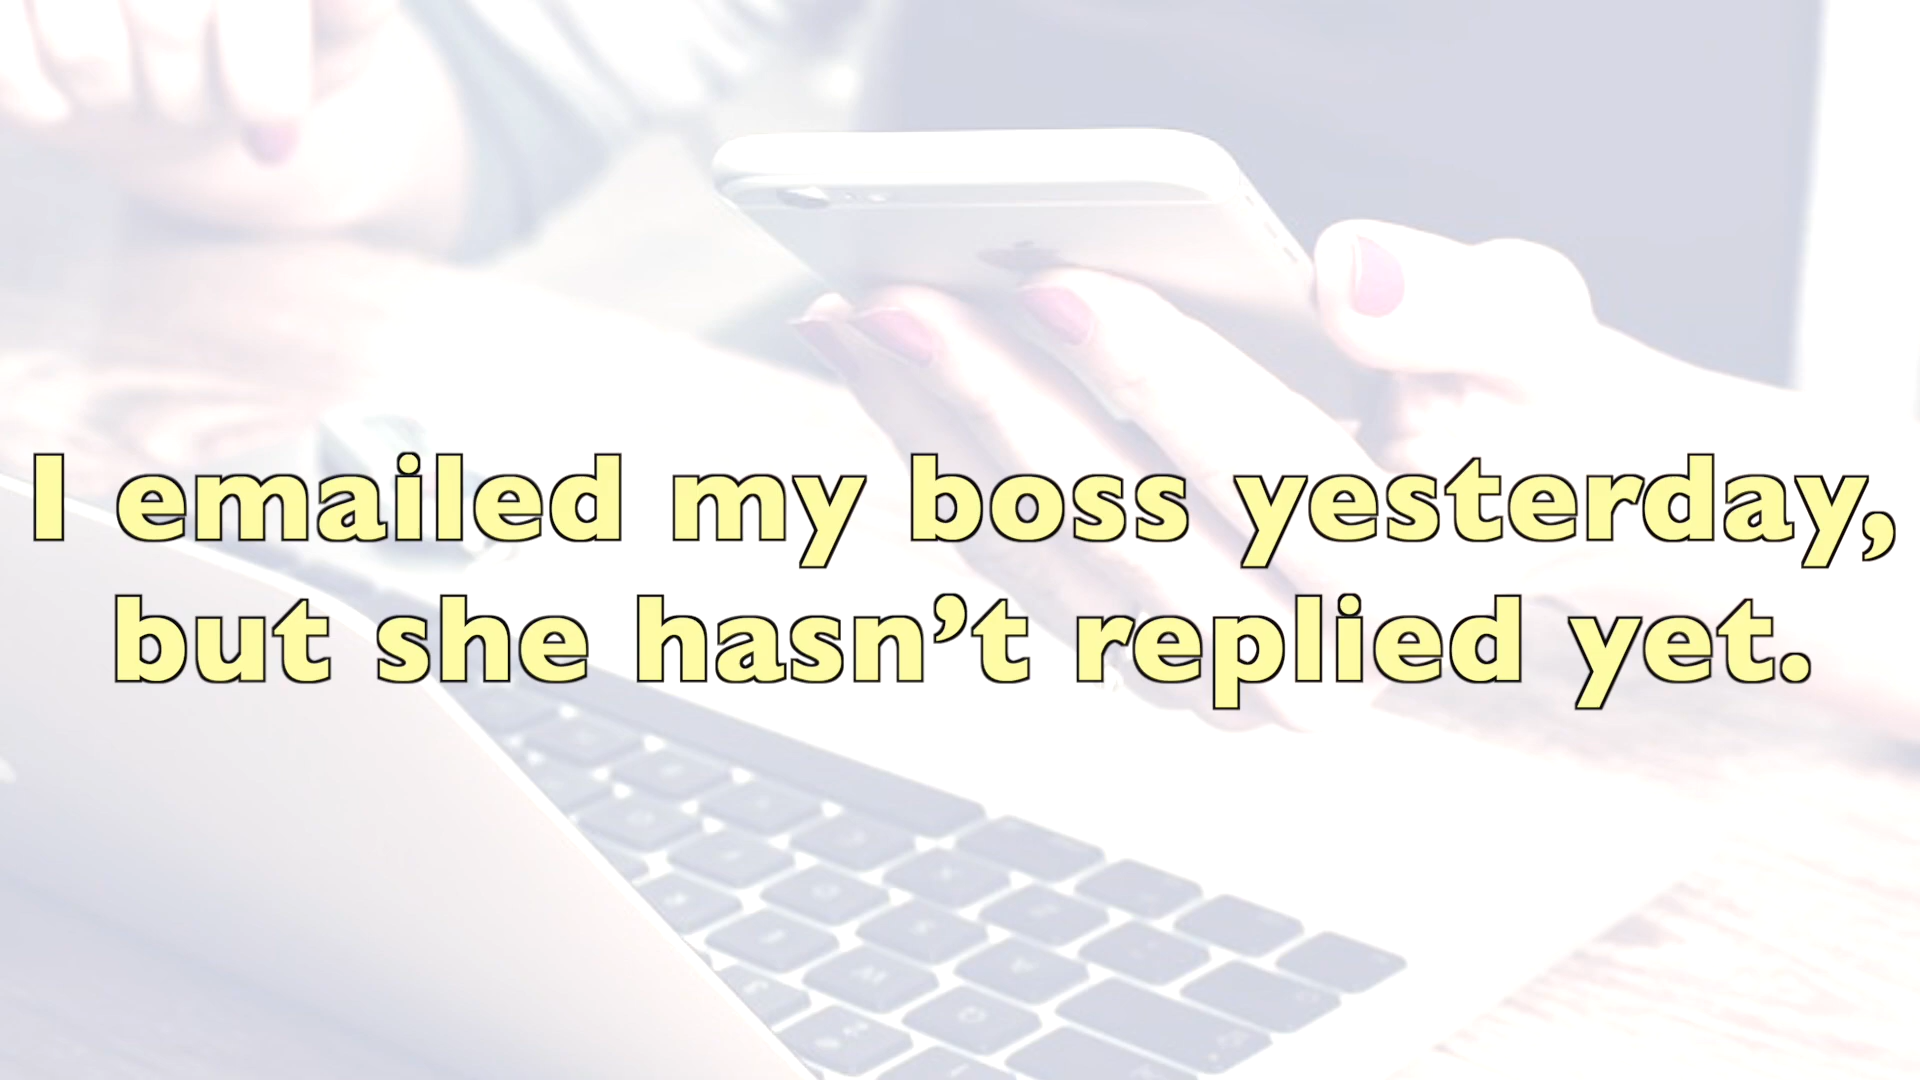 I emailed my boss yesterday,
but she hasn’t replied yet.